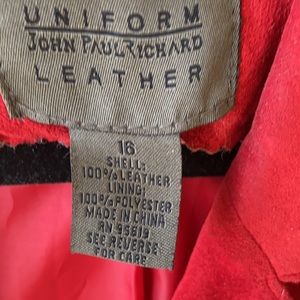 UNIFORM
JOHN PAUL RICHARD
LEATHER
16
SHELL:
100% LEATHER
LINING:
100% POLYESTER
MADE IN CHINA
RN 93819
SEE REVERSE
FOR CARE